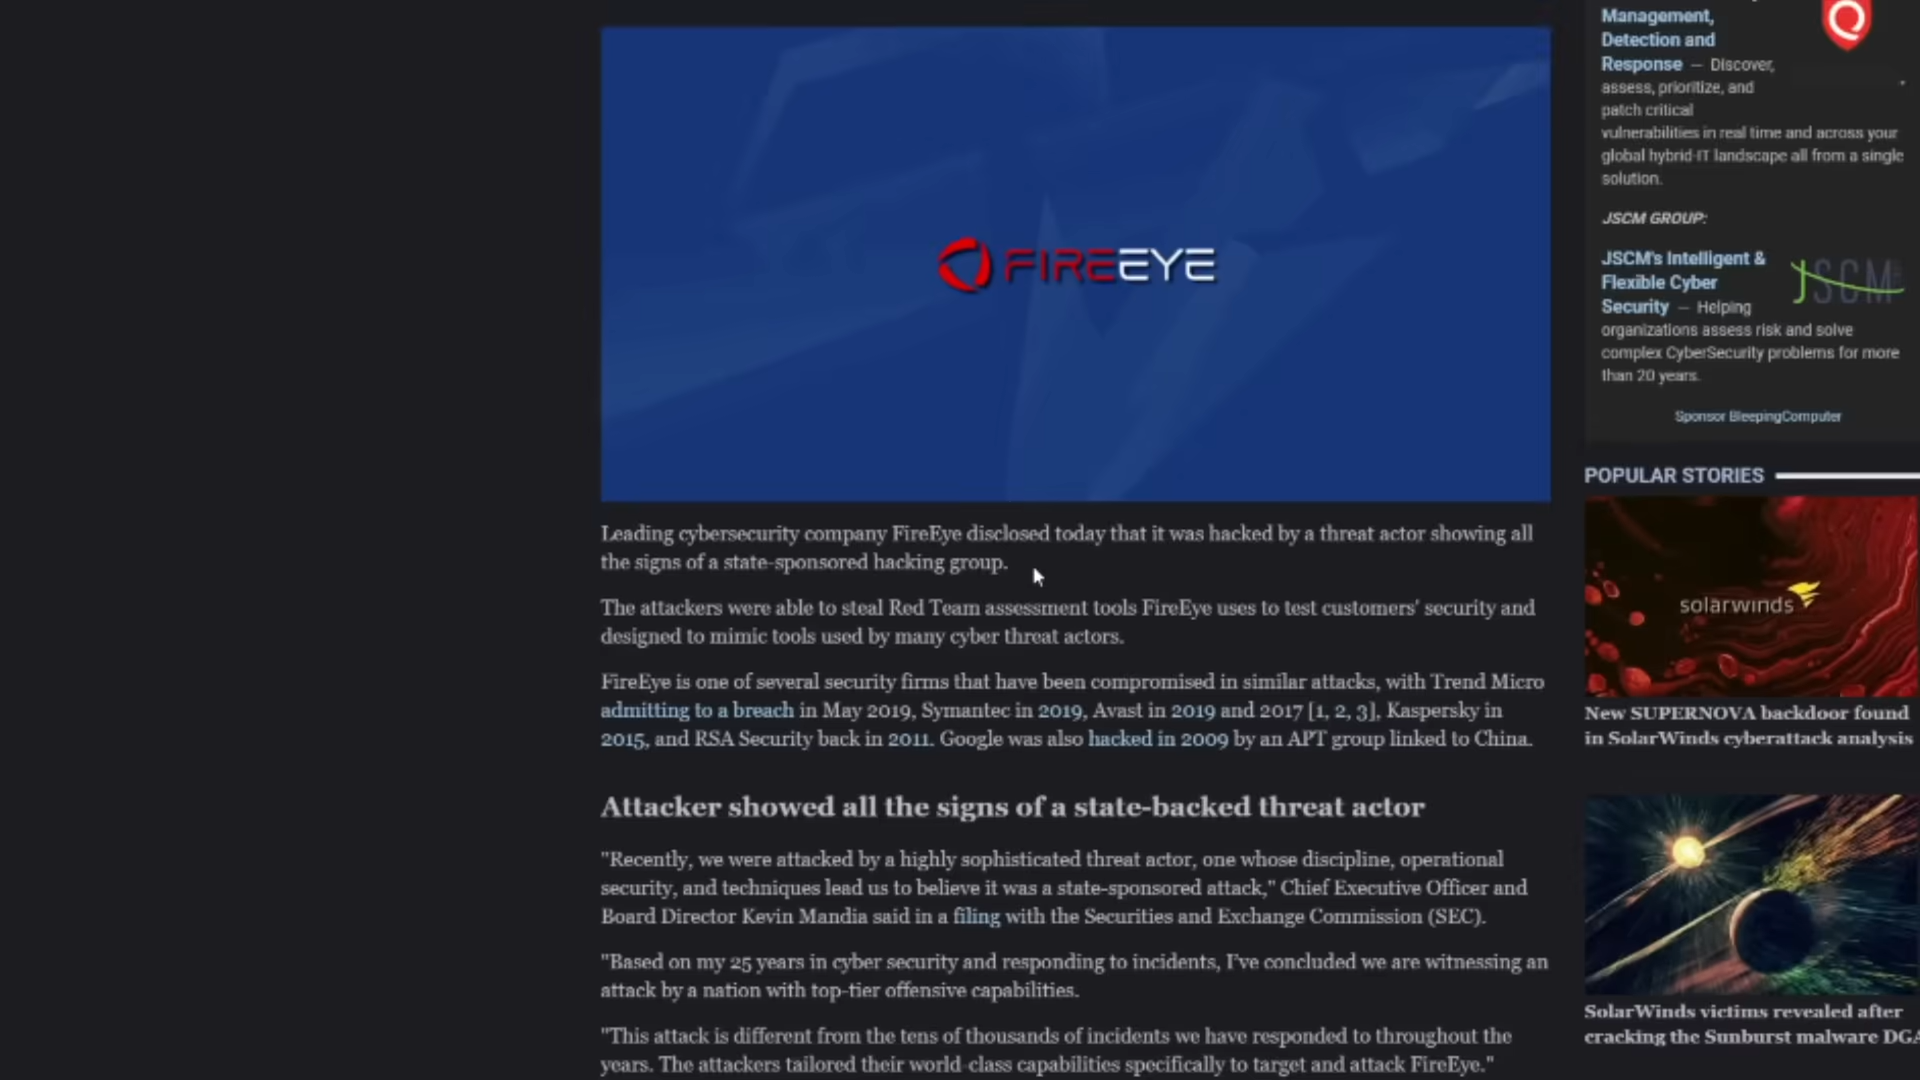 FIREEYE
Leading cybersecurity company FireEye disclosed today that it was hacked by a threat actor showing all
the signs of a state-sponsored hacking group.
The attackers were able to steal Red Team assessment tools FireEye uses to test customers' security and
designed to mimic tools used by many cyber threat actors.
FireEye is one of several security firms that have been compromised in similar attacks, with Trend Micro
admitting to a breach in May 2019, Symantec in 2019, Avast in 2019 and 2017 [1, 2, 3], Kaspersky in
2015, and RSA Security back in 2011. Google was also hacked in 2009 by an APT group linked to China.
Attacker showed all the signs of a state-backed threat actor
"Recently, we were attacked by a highly sophisticated threat actor, one whose discipline, operational
security, and techniques lead us to believe it was a state-sponsored attack," Chief Executive Officer and
Board Director Kevin Mandia said in a filing with the Securities and Exchange Commission (SEC).
"Based on my 25 years in cyber security and responding to incidents, I've concluded we are witnessing an
attack by a nation with top-tier offensive capabilities.
"This attack is different from the tens of thousands of incidents we have responded to throughout the
years. The attackers tailored their world-class capabilities specifically to target and attack FireEye."
Management,
Detection and
Response — Discover,
assess, prioritize, and
patch critical
vulnerabilities in real time and across your
global hybrid-IT landscape all from a single
solution.
JSCM GROUP:
JSCM's Intelligent &
Flexible Cyber
Security — Helping
organizations assess risk and solve
complex CyberSecurity problems for more
than 20 years.
JSCM
Sponsor BleepingComputer
POPULAR STORIES
solarwinds
New SUPERNOVA backdoor found
in SolarWinds cyberattack analysis
SolarWinds victims revealed after
cracking the Sunburst malware DGA